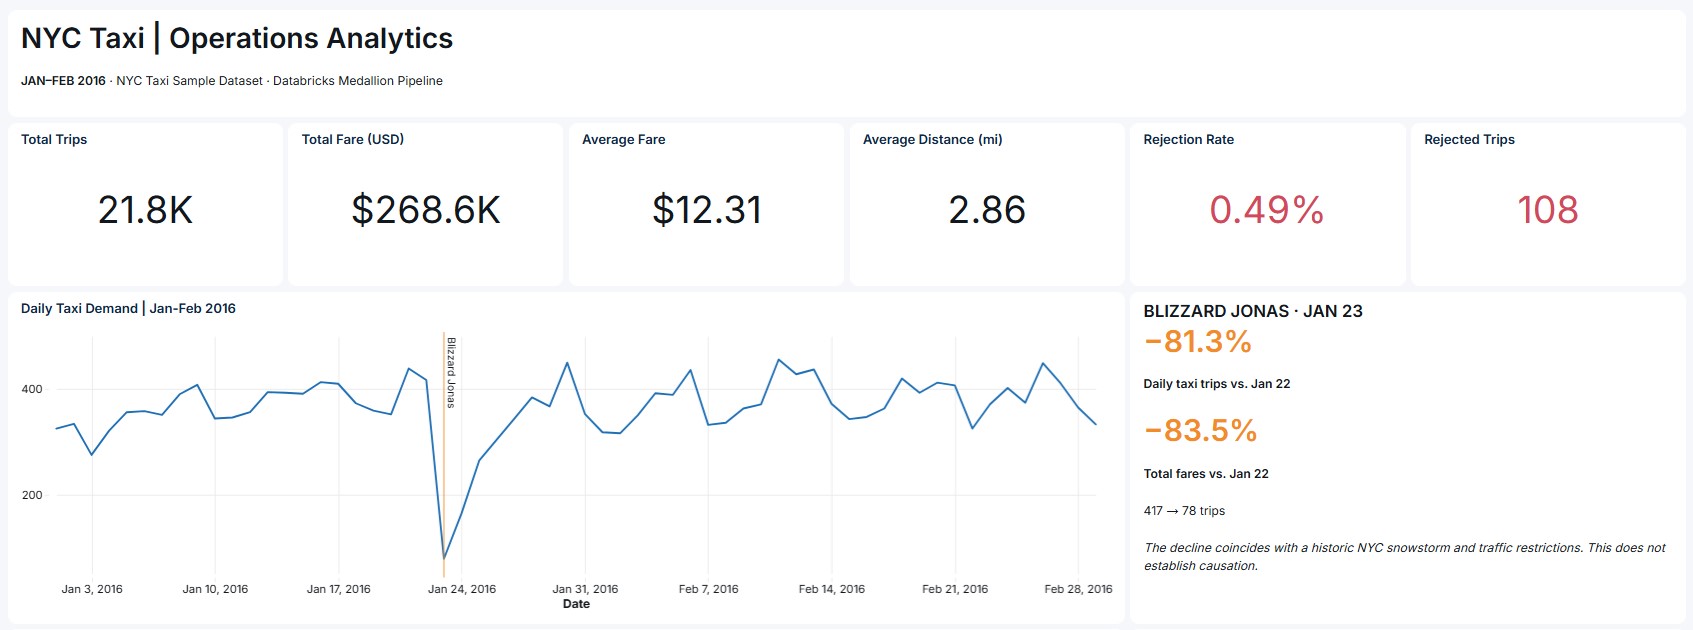 NYC Taxi | Operations Analytics
JAN–FEB 2016 · NYC Taxi Sample Dataset · Databricks Medallion Pipeline
Total Trips
21.8K
Total Fare (USD)
$268.6K
Average Fare
$12.31
Average Distance (mi)
2.86
Rejection Rate
0.49%
Rejected Trips
108
Daily Taxi Demand | Jan-Feb 2016
400
200
Blizzard Jonas
Jan 3, 2016
Jan 10, 2016
Jan 17, 2016
Jan 24, 2016
Jan 31, 2016
Feb 7, 2016
Feb 14, 2016
Feb 21, 2016
Feb 28, 2016
Date
BLIZZARD JONAS · JAN 23
−81.3%
Daily taxi trips vs. Jan 22
−83.5%
Total fares vs. Jan 22
417 → 78 trips
The decline coincides with a historic NYC snowstorm and traffic restrictions. This does not
establish causation.